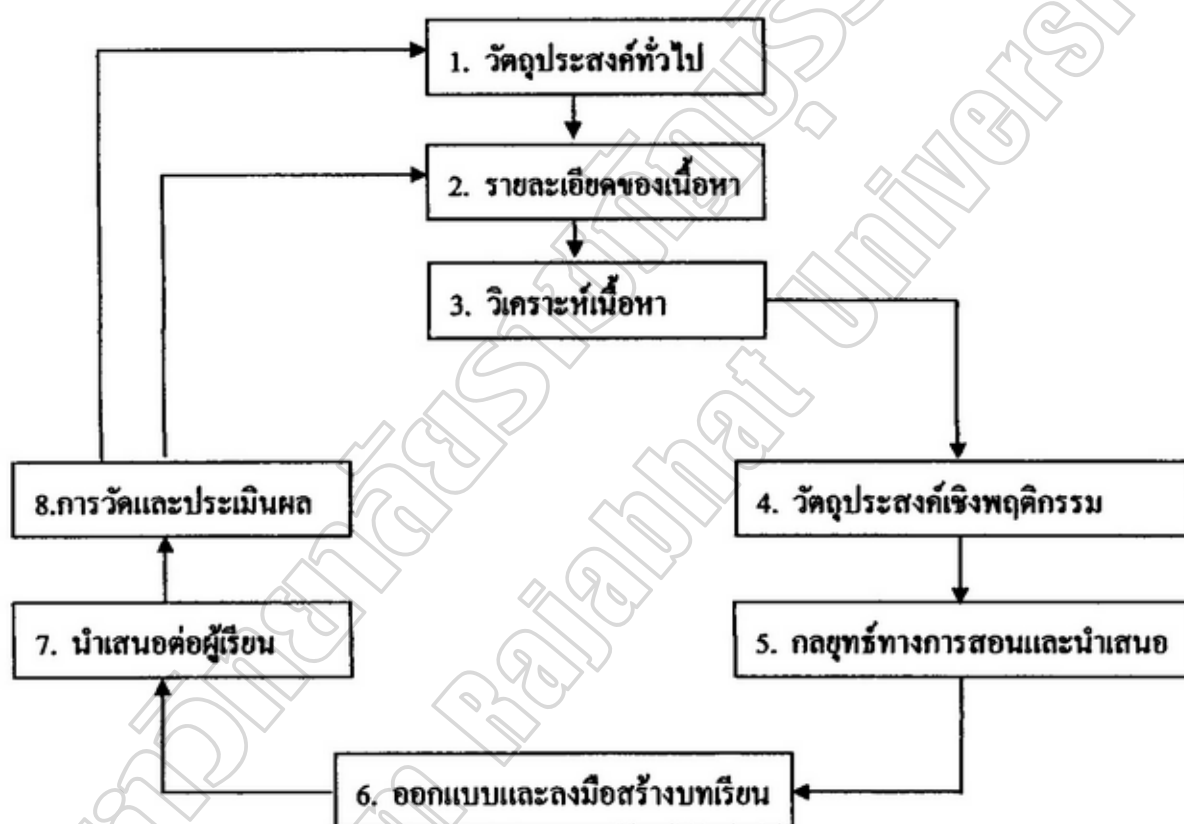 1. วัตถุประสงค์ทั่วไป
2. รายละเอียดของเนื้อหา
3. วิเคราะห์เนื้อหา
8.การวัดและประเมินผล
4. วัตถุประสงค์เชิงพฤติกรรม
7. นำเสนอต่อผู้เรียน
5. กลยุทธ์ทางการสอนและนำเสนอ
6. ออกแบบและลงมือสร้างบทเรียน
Rajabhat